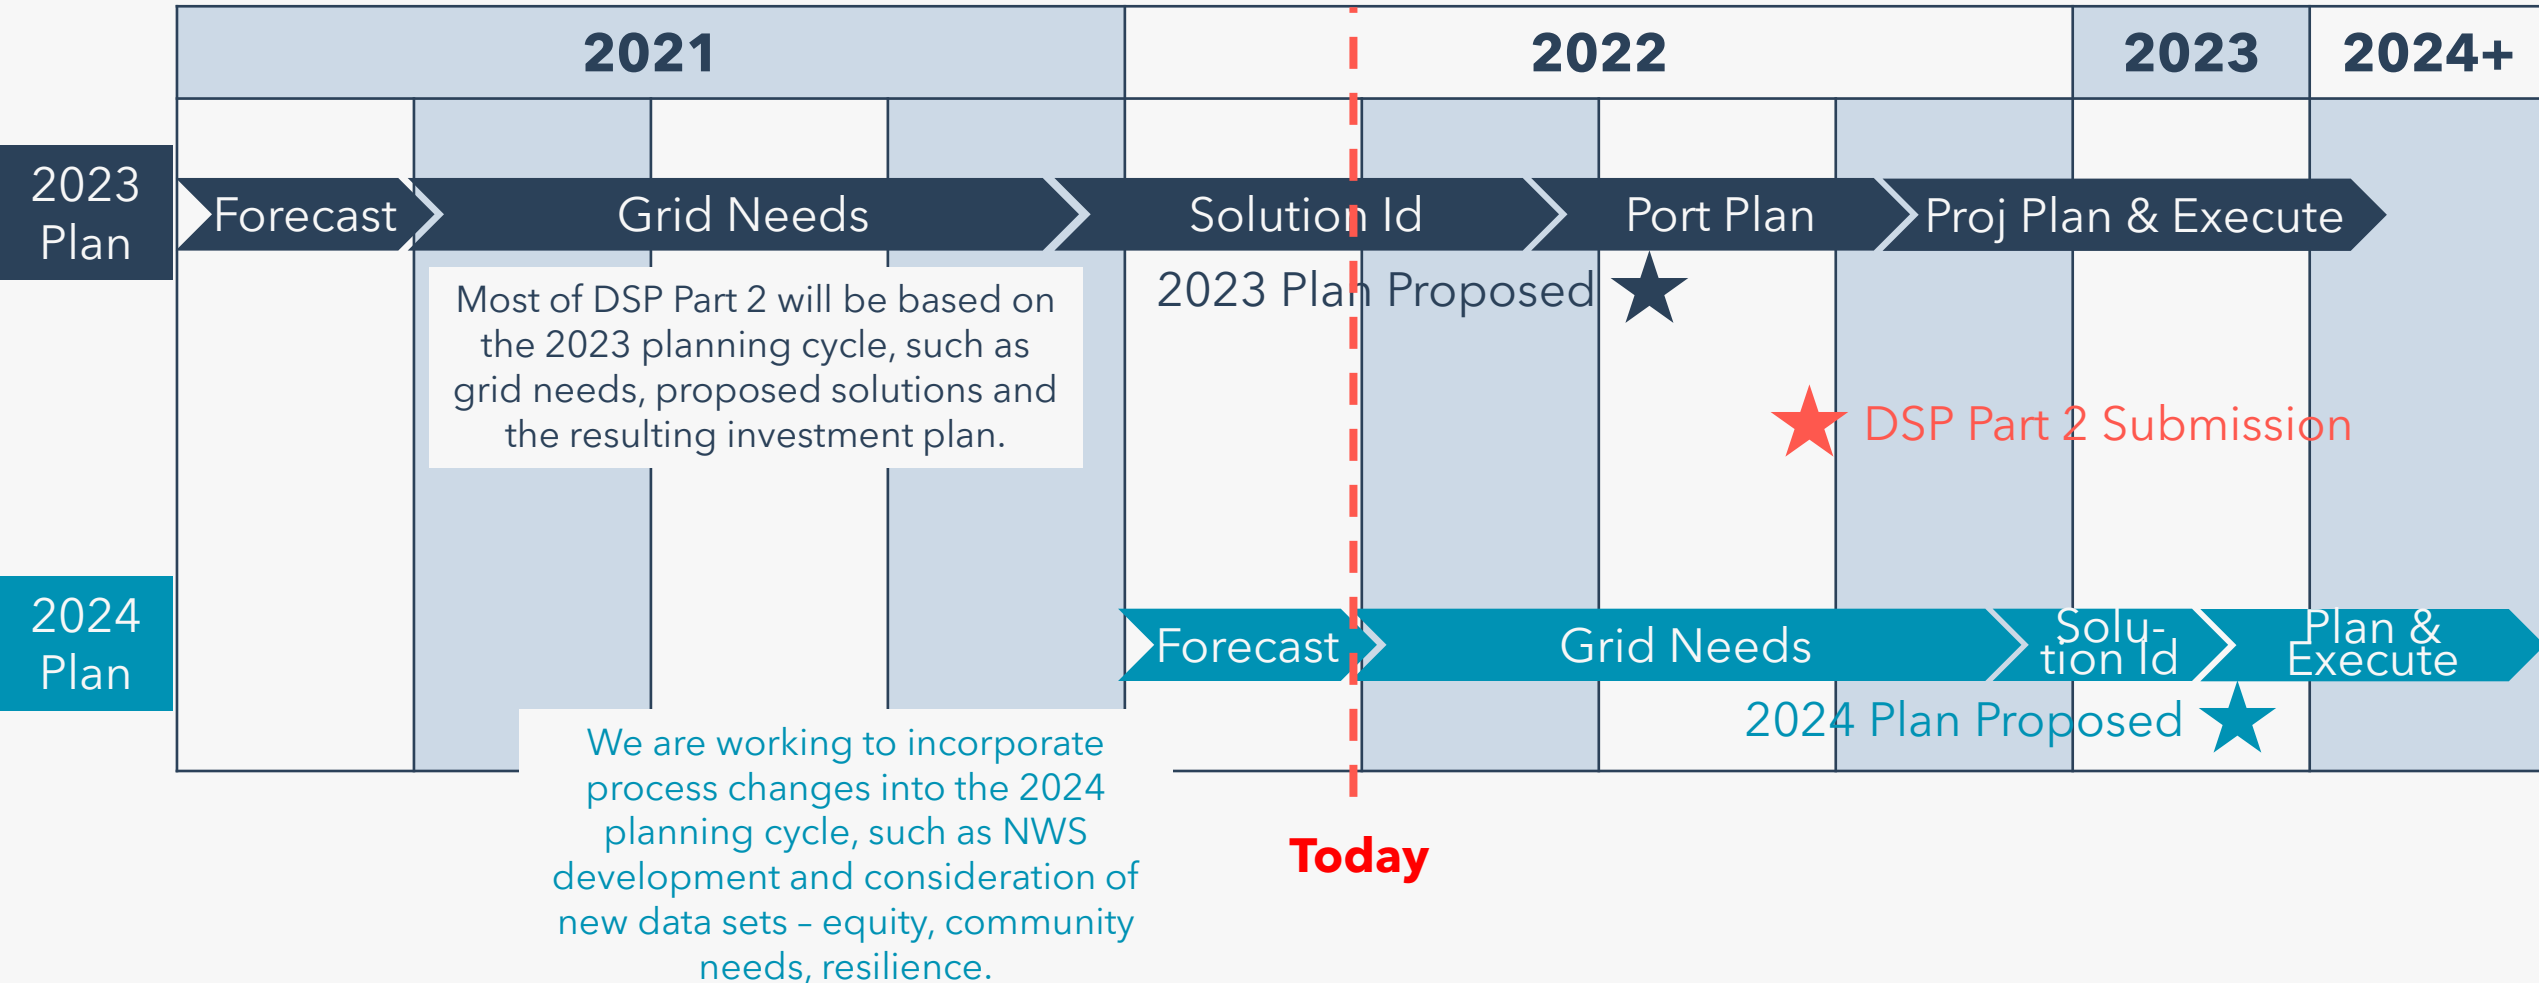 2021
2022
2023
2024+
2023
Plan
Forecast
Grid Needs
Solution Id
Port Plan
Proj Plan & Execute
2023 Plan Proposed
Most of DSP Part 2 will be based on
the 2023 planning cycle, such as
grid needs, proposed solutions and
the resulting investment plan.
DSP Part 2 Submission
2024
Plan
Forecast
Grid Needs
Solu-
tion Id
Plan &
Execute
2024 Plan Proposed
We are working to incorporate
process changes into the 2024
planning cycle, such as NWS
development and consideration of
new data sets – equity, community
needs, resilience.
Today